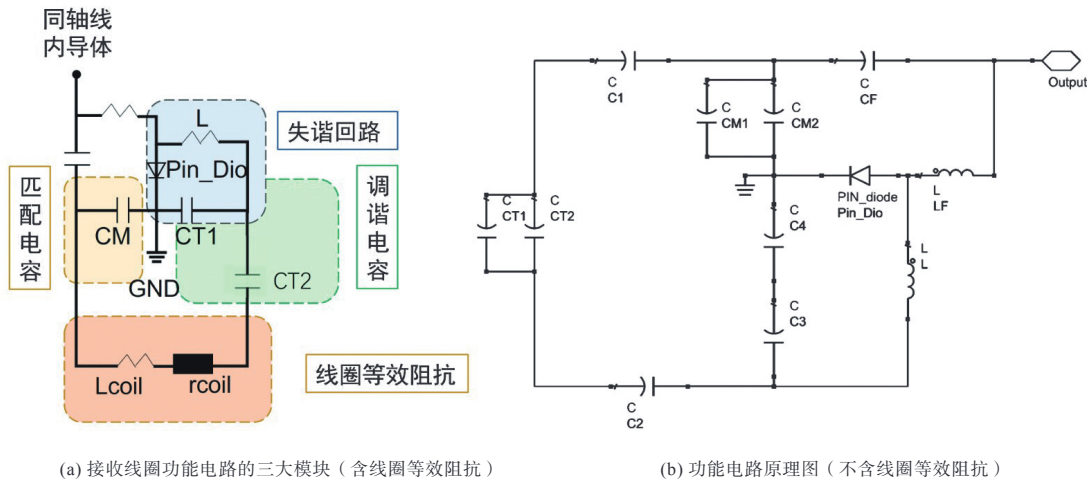 同轴线
内导体
L
失谐回路
Pin_Dio
匹配电容
CM
CT1
调谐电容
GND
CT2
Lcoil
rcoil
线圈等效阻抗
(a) 接收线圈功能电路的三大模块（含线圈等效阻抗）
C
C1
C
CF
Output
C
CM1
C
CM2
PIN_diode
Pin_Dio
L
LF
C
CT1
C
CT2
C
C4
L
L
C
C3
C
C2
(b) 功能电路原理图（不含线圈等效阻抗）